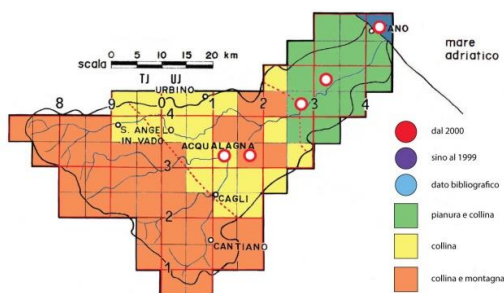 ANO
mare
adriatico
0 5 10 15 20
scala km
TJ UJ
URBINO
8 9 0 1 2 3 4
4
S. ANGELO
IN VADO
ACQUALAGNA
3
CAGLI
2
CANTIANO
1
dal 2000
sino al 1999
dato bibliografico
pianura e collina
collina
collina e montagna